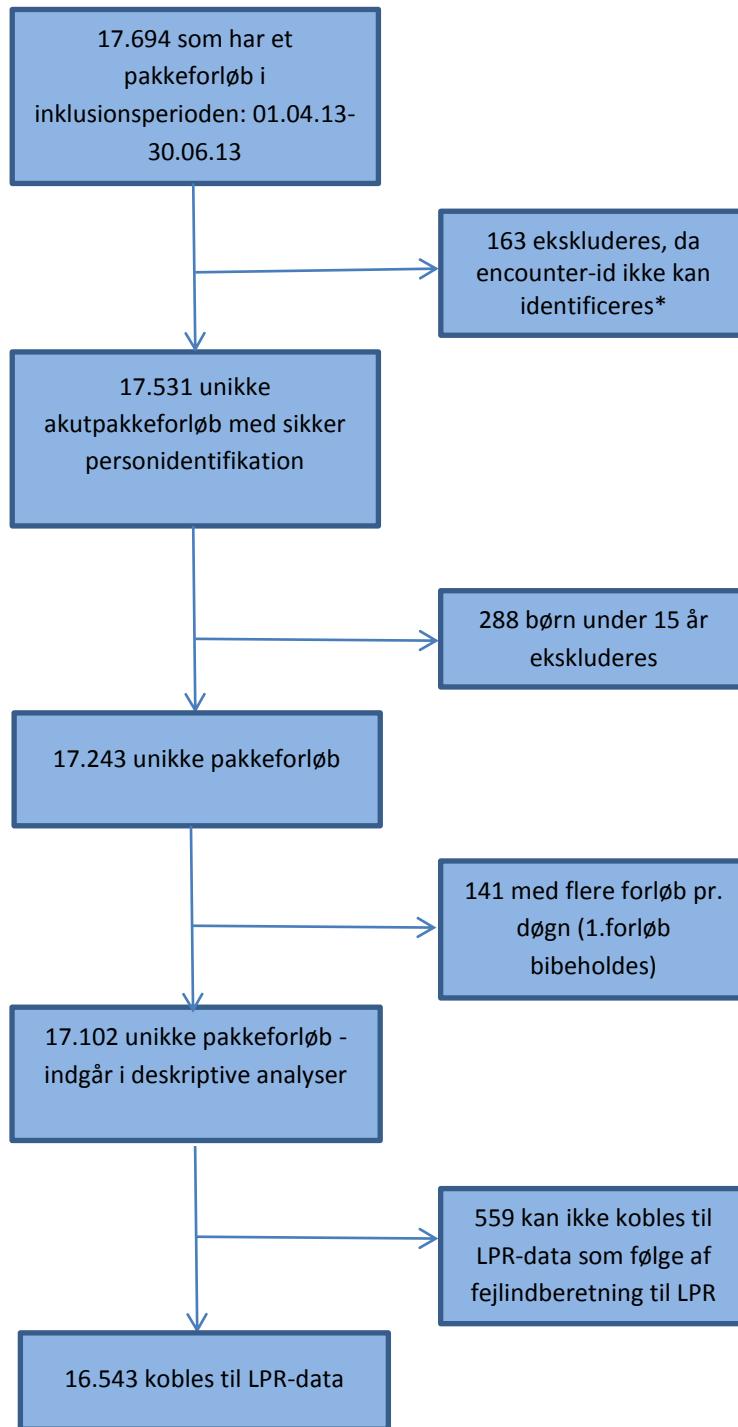 17.694 som har et
pakkeforløb i
inklusionsperioden: 01.04.13-
30.06.13
163 ekskluderes, da
encounter-id ikke kan
identificeres*
17.531 unikke
akutpakkeforløb med sikker
personidentifikation
288 børn under 15 år
ekskluderes
17.243 unikke pakkeforløb
141 med flere forløb pr.
døgn (1.forløb
bibeholdes)
17.102 unikke pakkeforløb -
indgår i deskriptive analyser
559 kan ikke kobles til
LPR-data som følge af
fejlindberetning til LPR
16.543 kobles til LPR-data